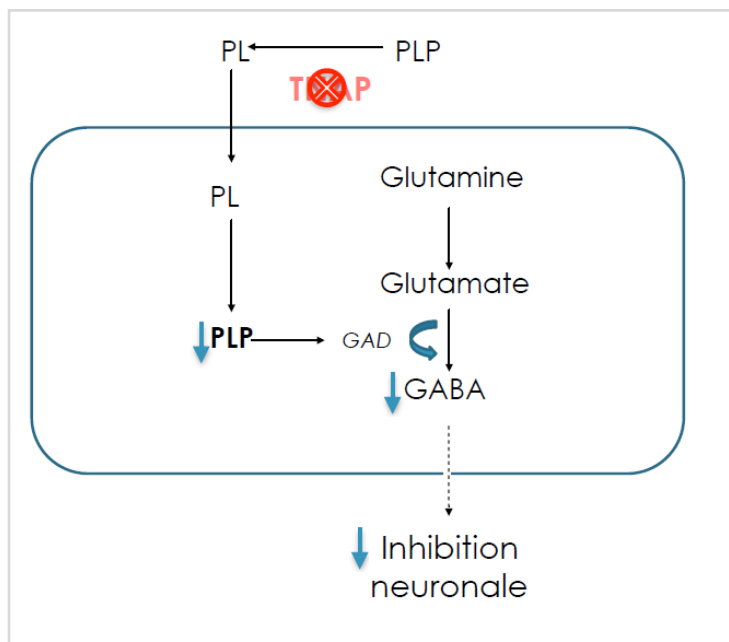 PL PLP
PL
Glutamine
Glutamate
PLP GAD
GABA
Inhibition
neuronale